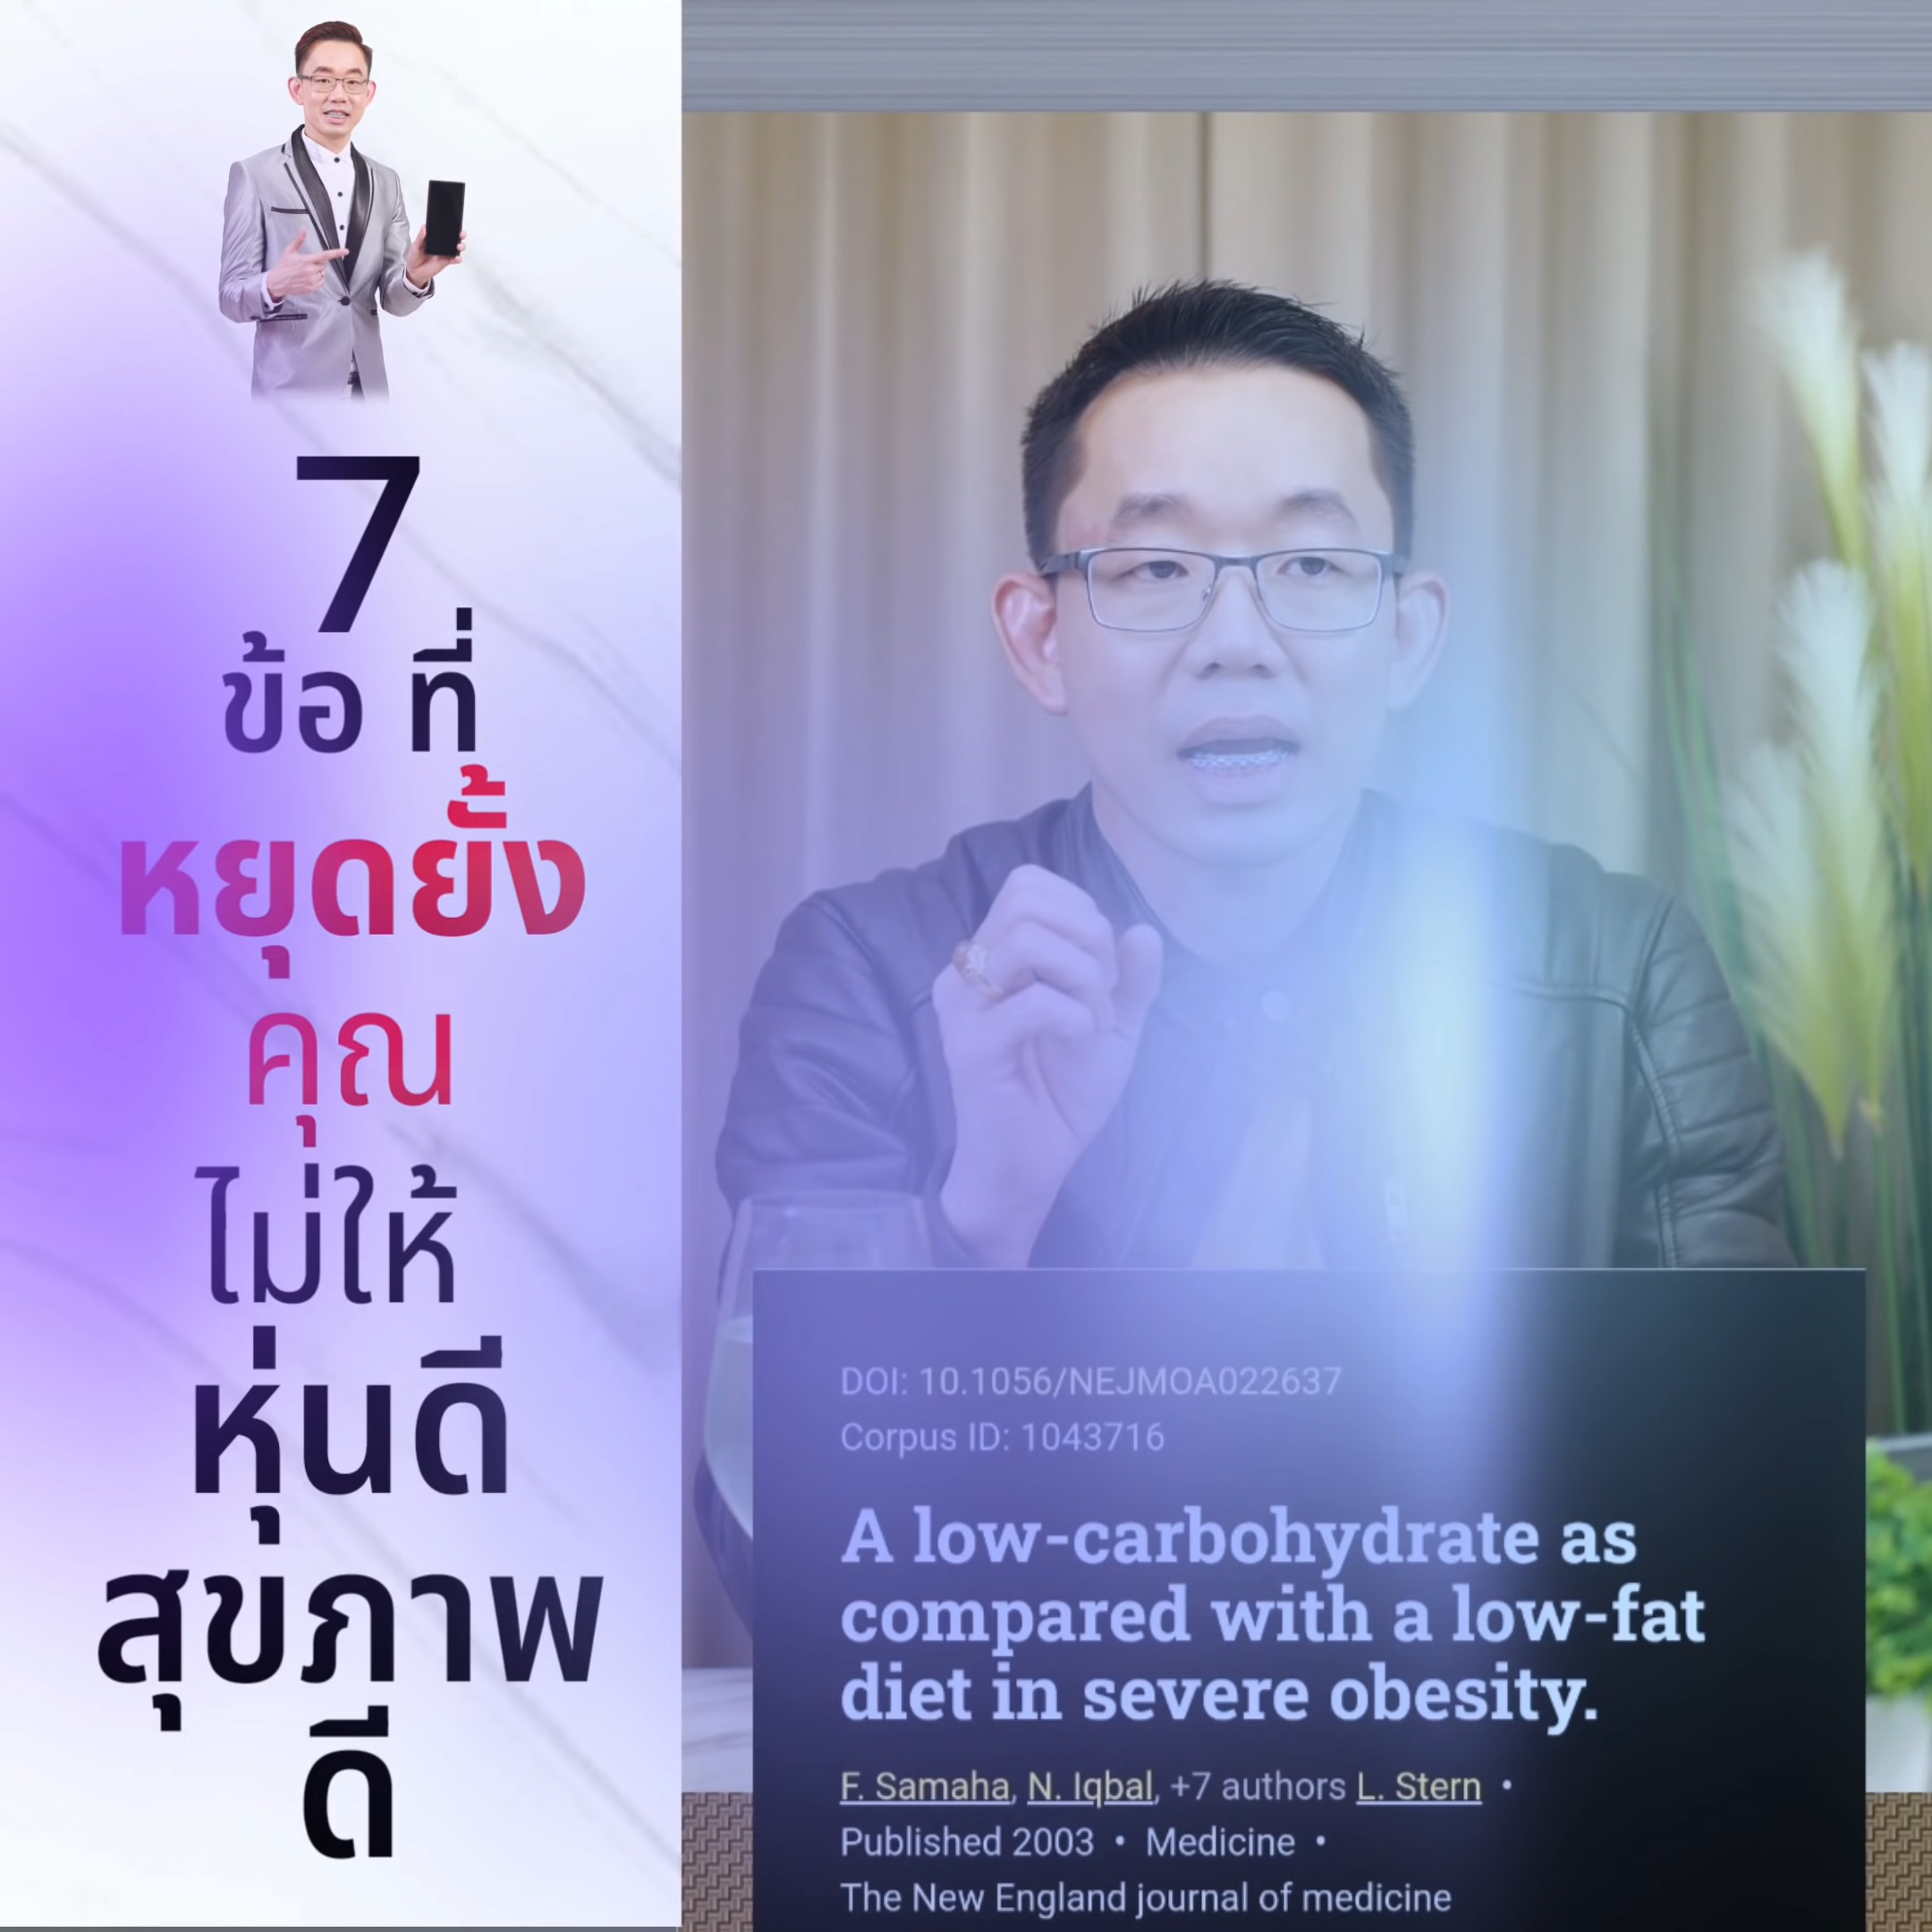 7
ข้อ ที่
หยุดยั้ง
คุณ
ไม่ให้
หุ่นดี
สุขภาพ
ดี
DOI: 10.1056/NEJMOA022637
Corpus ID: 1043716
A low-carbohydrate as
compared with a low-fat
diet in severe obesity.
F. Samaha, N. Iqbal, +7 authors L. Stern •
Published 2003 • Medicine •
The New England journal of medicine